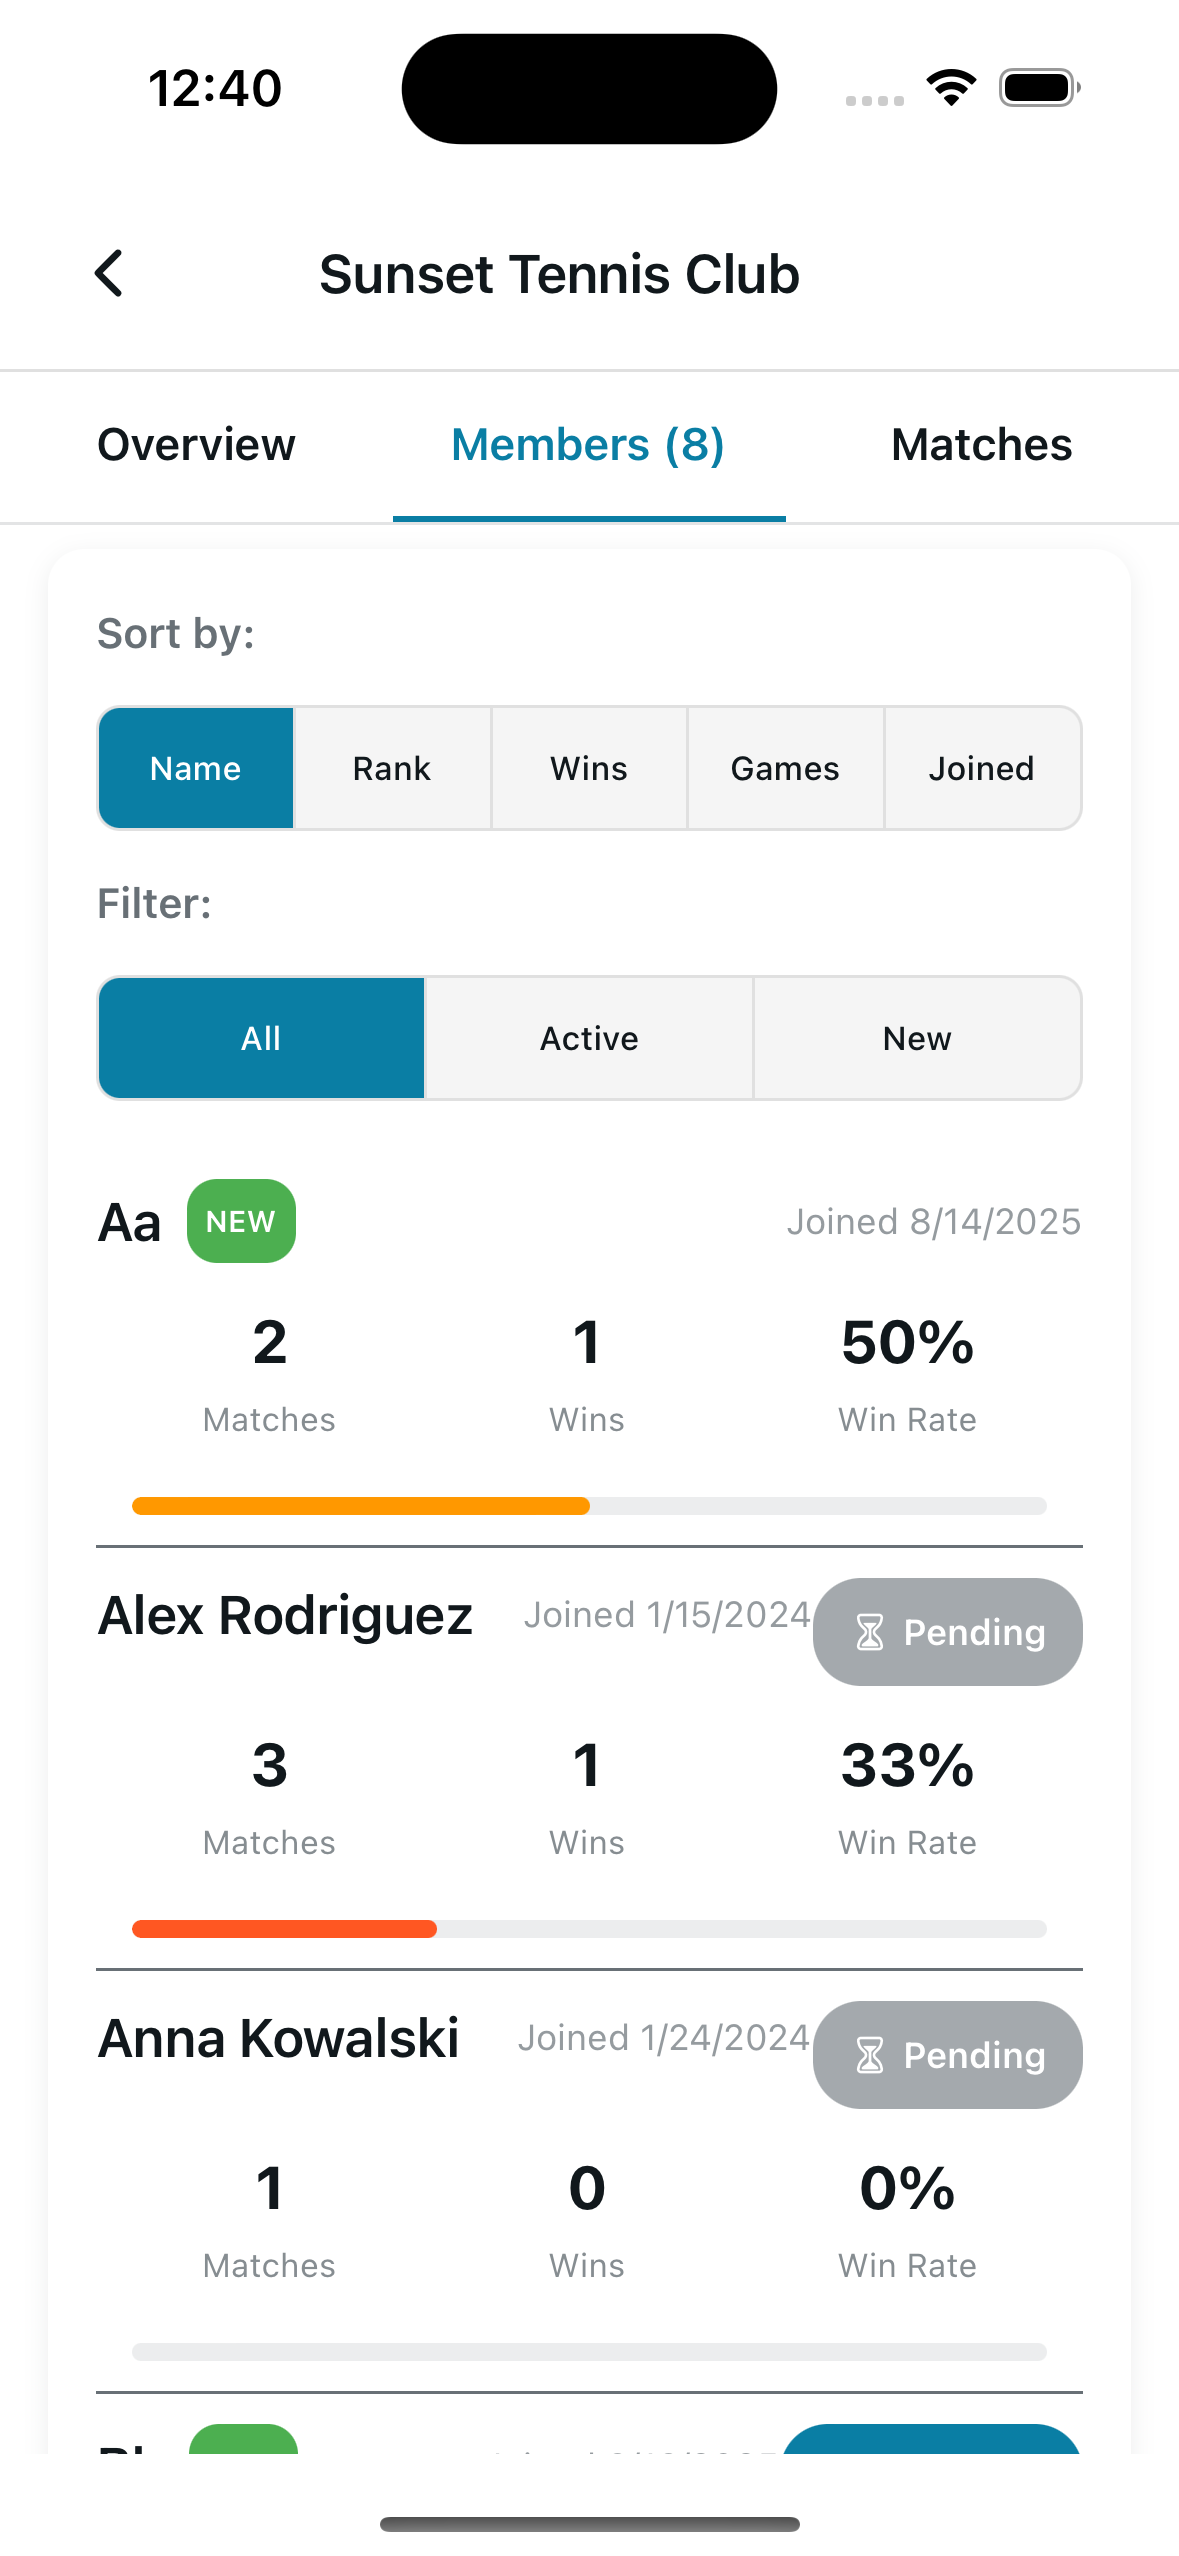 12:40
Sunset Tennis Club
Overview Members (8) Matches
Sort by:
Name Rank Wins Games Joined
Filter:
All Active New
Aa NEW Joined 8/14/2025
2 1 50%
Matches Wins Win Rate
Alex Rodriguez Joined 1/15/2024 Pending
3 1 33%
Matches Wins Win Rate
Anna Kowalski Joined 1/24/2024 Pending
1 0 0%
Matches Wins Win Rate